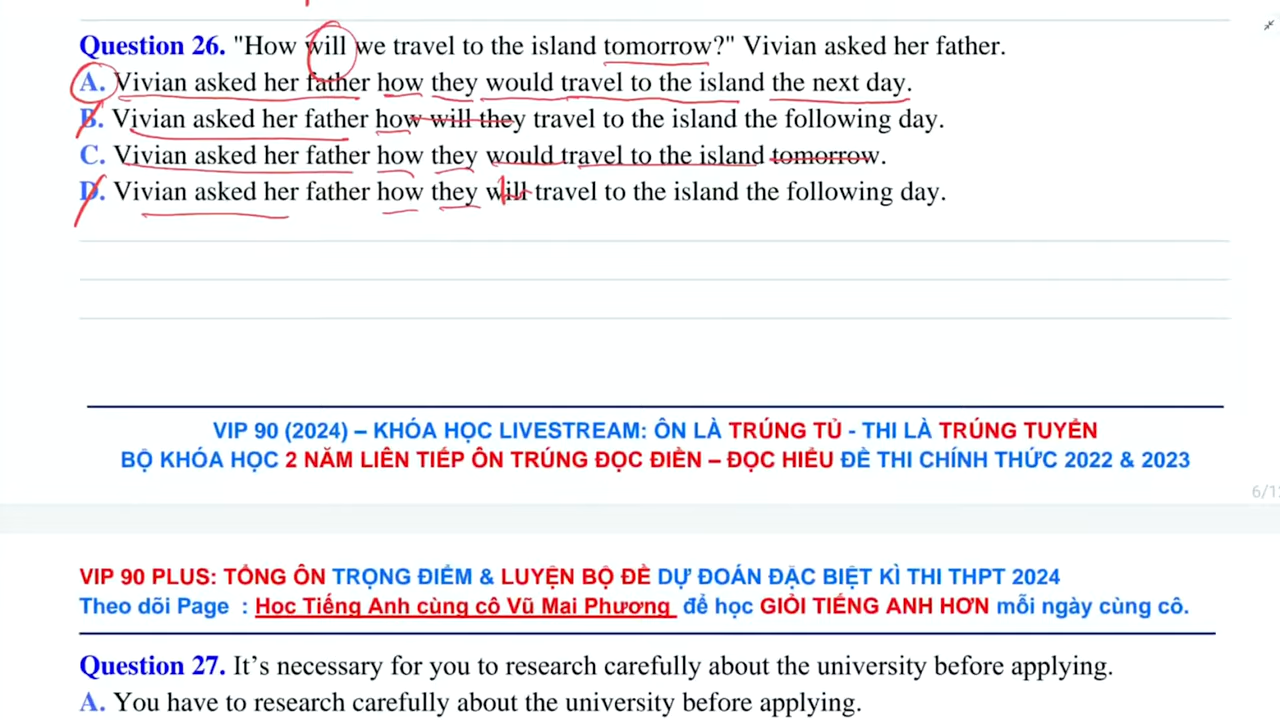 Question 26. "How will we travel to the island tomorrow?" Vivian asked her father.
A. Vivian asked her father how they would travel to the island the next day.
B. Vivian asked her father how will they travel to the island the following day.
C. Vivian asked her father how they would travel to the island tomorrow.
D. Vivian asked her father how they will travel to the island the following day.
VIP 90 (2024) – KHÓA HỌC LIVESTREAM: ÔN LÀ TRÚNG TỦ - THI LÀ TRÚNG TUYỂN
BỘ KHÓA HỌC 2 NĂM LIÊN TIẾP ÔN TRÚNG ĐỌC ĐIỀN – ĐỌC HIỂU ĐỀ THI CHÍNH THỨC 2022 & 2023
VIP 90 PLUS: TỔNG ÔN TRỌNG ĐIỂM & LUYỆN BỘ ĐỀ DỰ ĐOÁN ĐẶC BIỆT KÌ THI THPT 2024
Theo dõi Page : Học Tiếng Anh cùng cô Vũ Mai Phương để học GIỎI TIẾNG ANH HƠN mỗi ngày cùng cô.
Question 27. It's necessary for you to research carefully about the university before applying.
A. You have to research carefully about the university before applying.